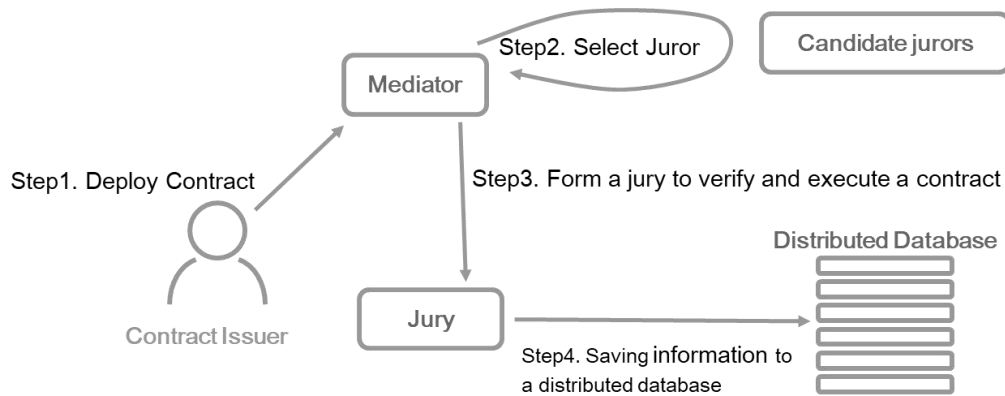 Step2. Select Juror
Candidate jurors
Mediator
Step1. Deploy Contract
Step3. Form a jury to verify and execute a contract
Distributed Database
Contract Issuer
Jury
Step4. Saving information to
a distributed database